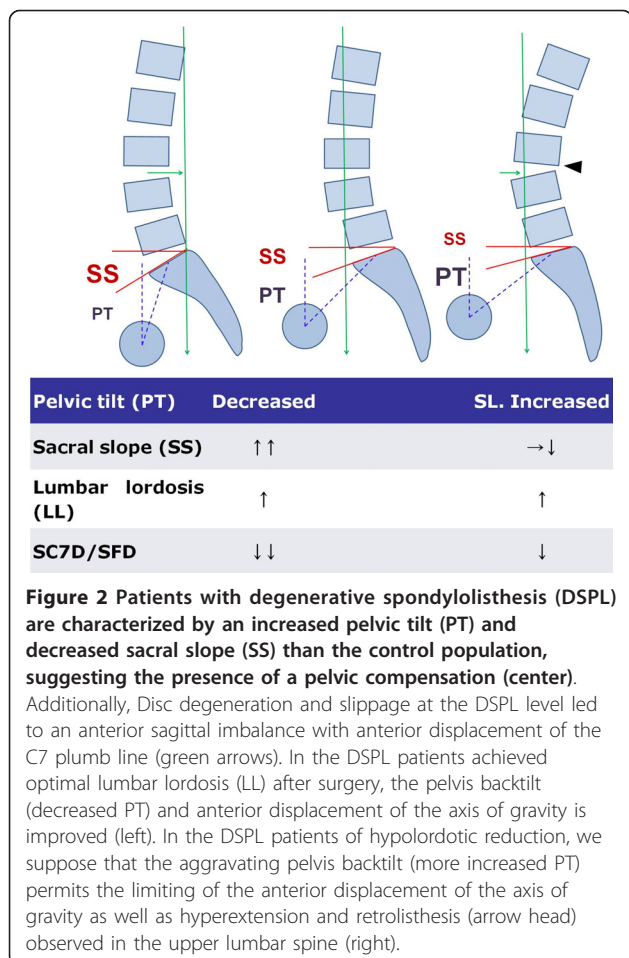 SS
PT
SS
PT
SS
PT
Pelvic tilt (PT) Decreased SL. Increased
Sacral slope (SS) ↑↑ →↓
Lumbar lordosis
(LL) ↑ ↑
SC7D/SFD ↓↓ ↓
Figure 2 Patients with degenerative spondylolisthesis (DSPL)
are characterized by an increased pelvic tilt (PT) and
decreased sacral slope (SS) than the control population,
suggesting the presence of a pelvic compensation (center).
Additionally, Disc degeneration and slippage at the DSPL level led
to an anterior sagittal imbalance with anterior displacement of the
C7 plumb line (green arrows). In the DSPL patients achieved
optimal lumbar lordosis (LL) after surgery, the pelvis backtilt
(decreased PT) and anterior displacement of the axis of gravity is
improved (left). In the DSPL patients of hypolordotic reduction, we
suppose that the aggravating pelvis backtilt (more increased PT)
permits the limiting of the anterior displacement of the axis of
gravity as well as hyperextension and retrolisthesis (arrow head)
observed in the upper lumbar spine (right).